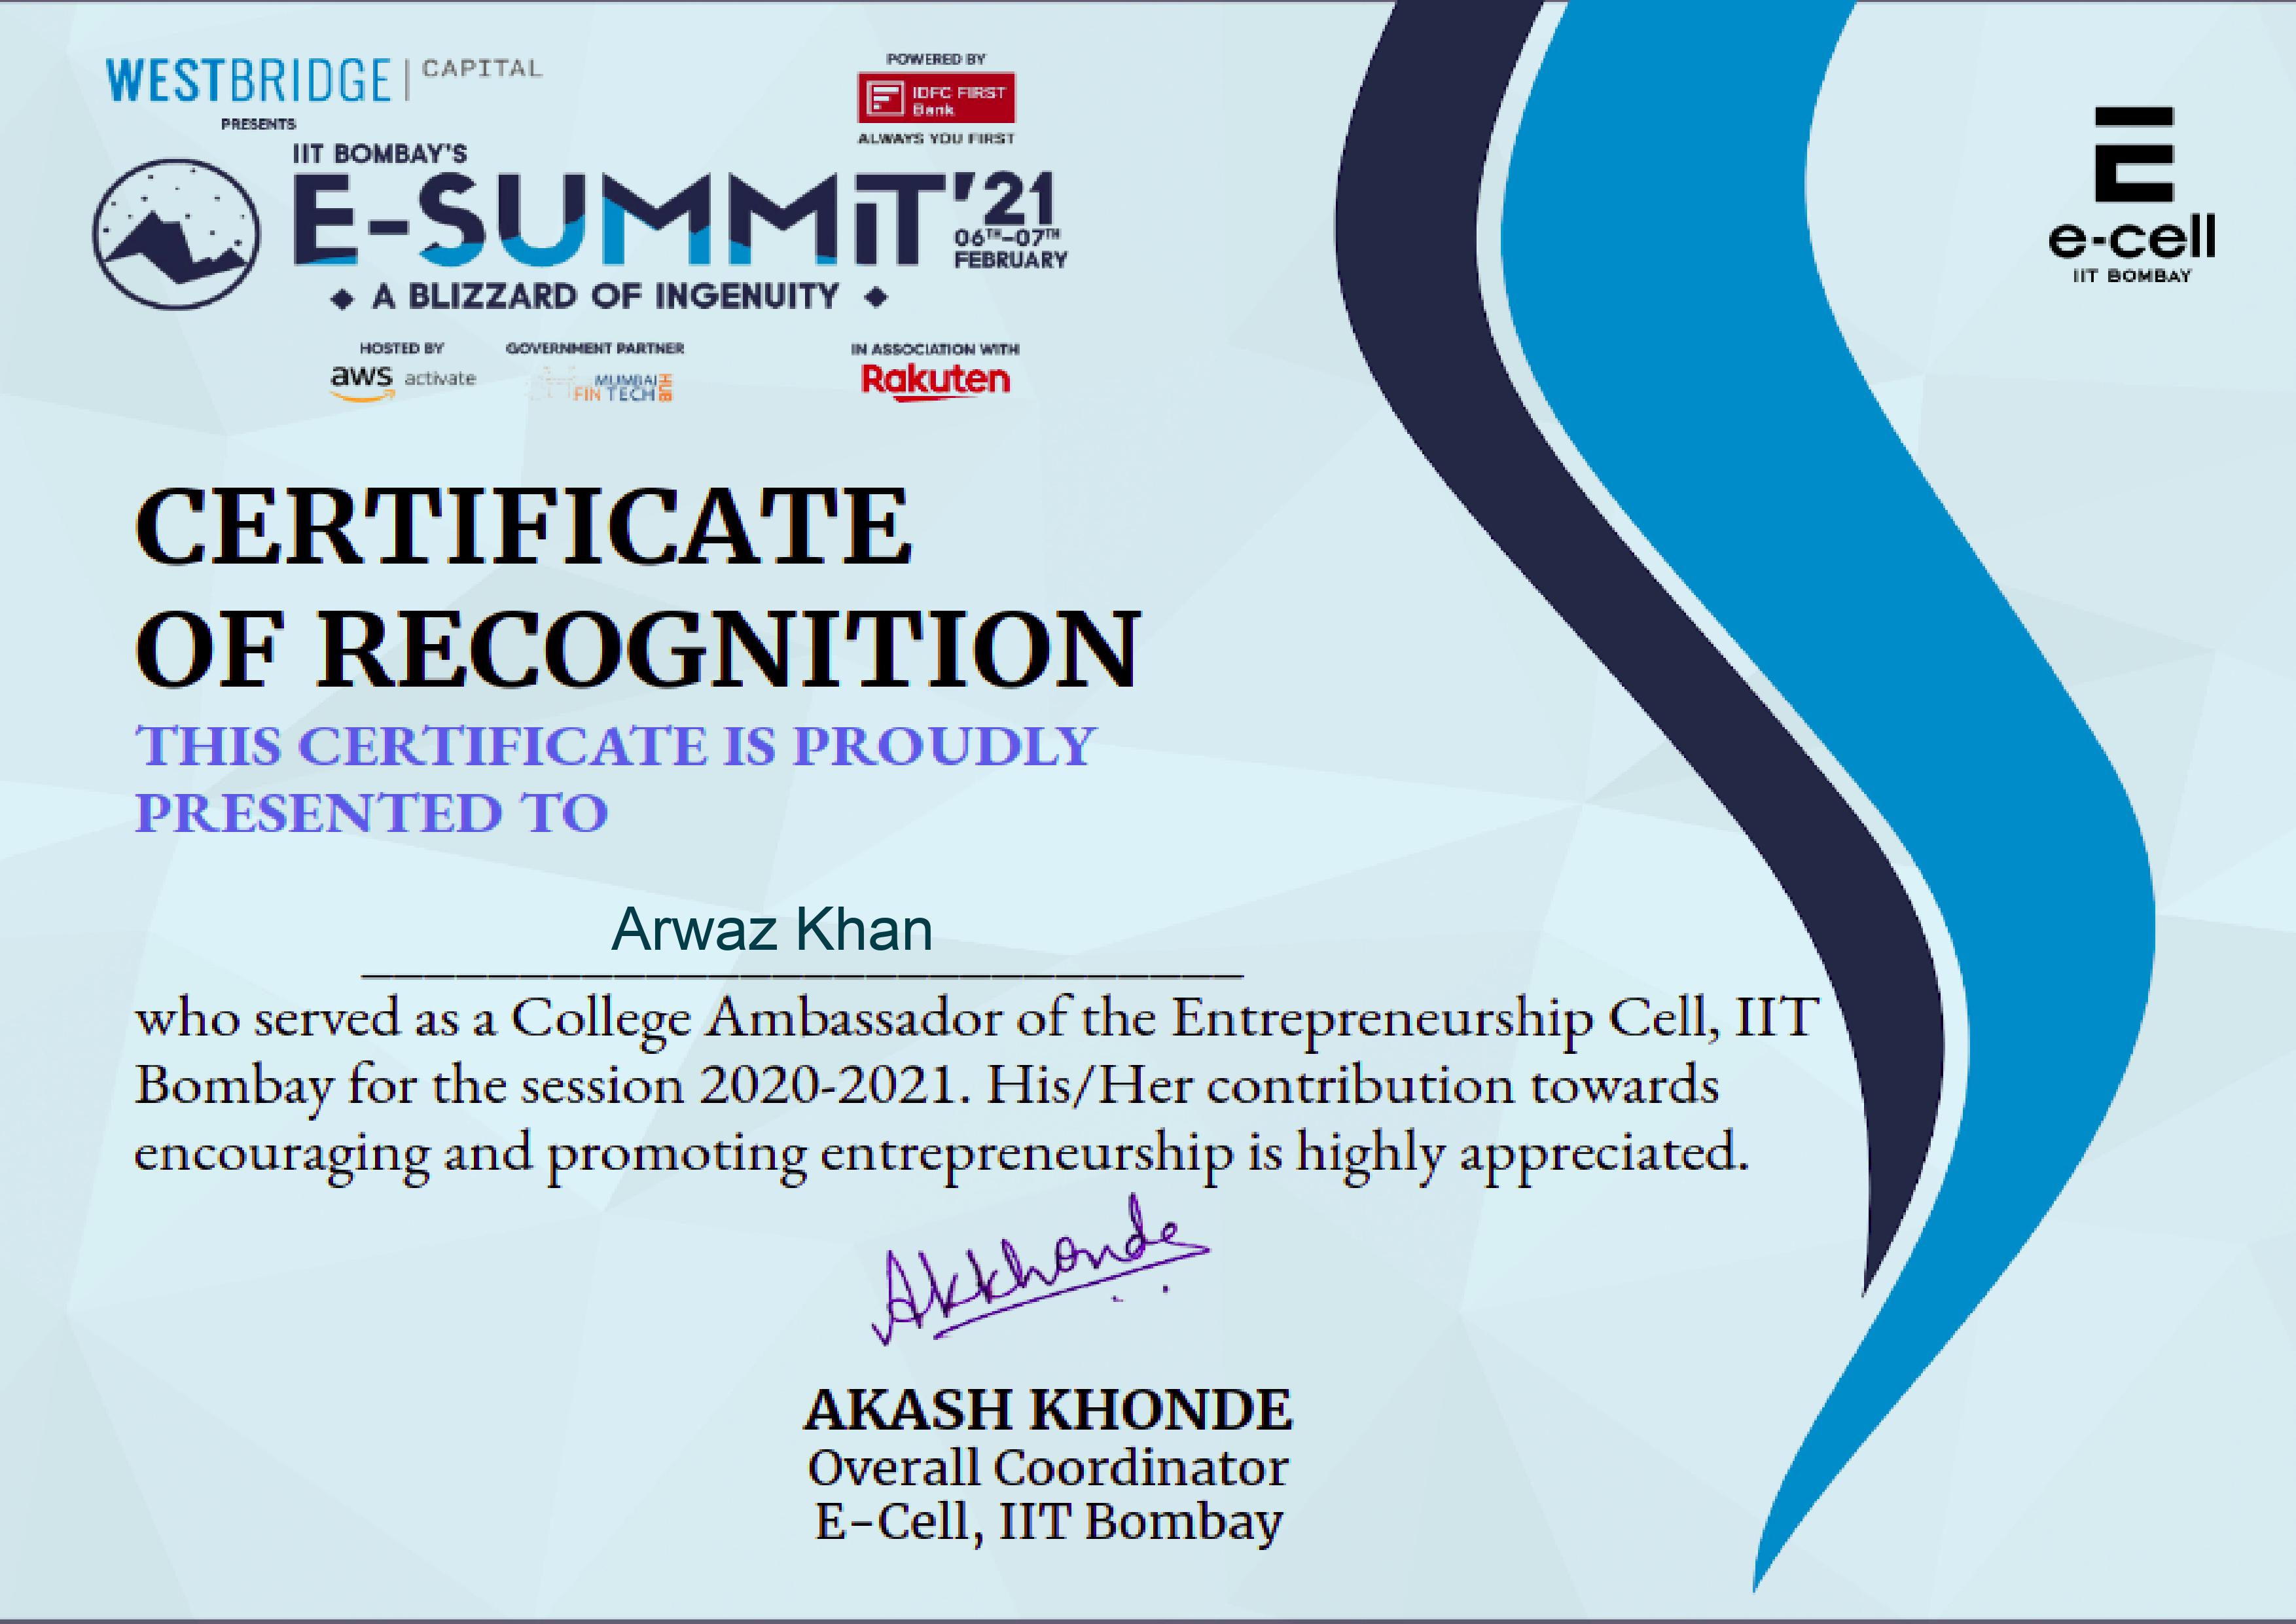 WESTBRIDGE | CAPITAL
PRESENTS
POWERED BY
IDFC FIRST
Bank
ALWAYS YOU FIRST
IIT BOMBAY'S
E-SUMMiT'21
06TH-07TH
FEBRUARY
◆ A BLIZZARD OF INGENUITY ◆
HOSTED BY
aws activate
GOVERNMENT PARTNER
MUMBAI
FINTECH
HUB
IN ASSOCIATION WITH
Rakuten
e-cell
IIT BOMBAY
CERTIFICATE
OF RECOGNITION
THIS CERTIFICATE IS PROUDLY
PRESENTED TO
Arwaz Khan
who served as a College Ambassador of the Entrepreneurship Cell, IIT
Bombay for the session 2020-2021. His/Her contribution towards
encouraging and promoting entrepreneurship is highly appreciated.
Akkhonde
AKASH KHONDE
Overall Coordinator
E-Cell, IIT Bombay